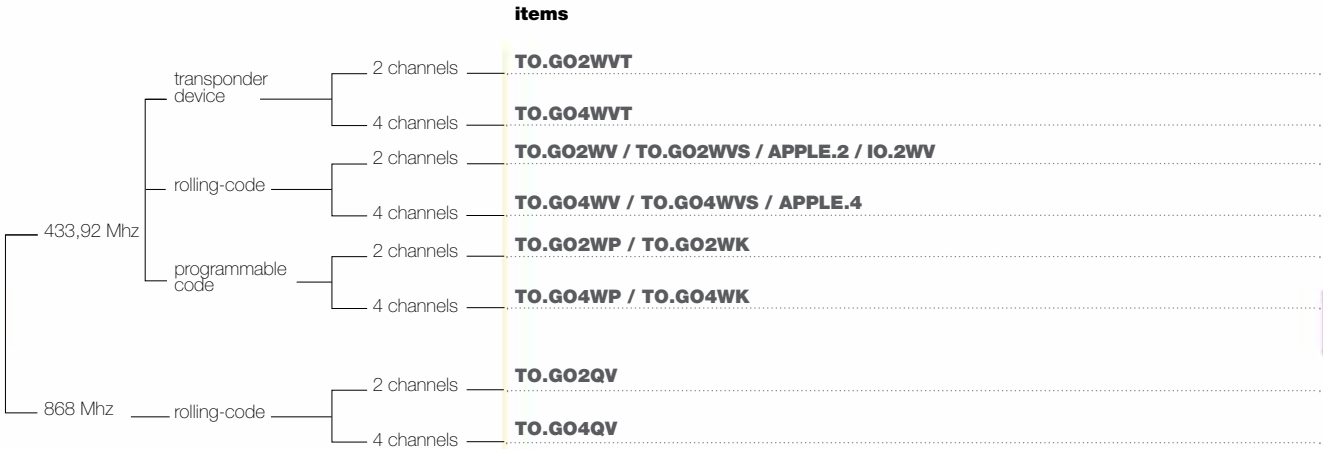 items
transponder
device
2 channels
TO.GO2WVT
4 channels
TO.GO4WVT
433,92 Mhz
rolling-code
2 channels
TO.GO2WV / TO.GO2WVS / APPLE.2 / IO.2WV
4 channels
TO.GO4WV / TO.GO4WVS / APPLE.4
programmable
code
2 channels
TO.GO2WP / TO.GO2WK
4 channels
TO.GO4WP / TO.GO4WK
868 Mhz
rolling-code
2 channels
TO.GO2QV
4 channels
TO.GO4QV